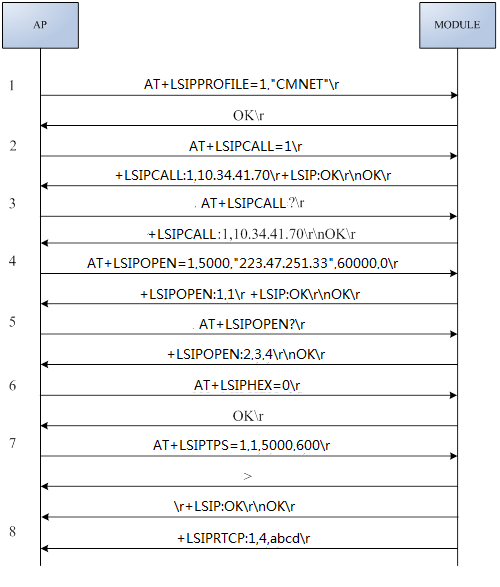 AP
MODULE
1
AT+LSIPPROFILE=1,"CMNET"\r
OK\r
2
AT+LSIPCALL=1\r
+LSIPCALL:1,10.34.41.70\r+LSIP:OK\r\nOK\r
3
AT+LSIPCALL?\r
+LSIPCALL:1,10.34.41.70\r\nOK\r
4
AT+LSIPOPEN=1,5000,"223.47.251.33",60000,0\r
+LSIPOPEN:1,1\r +LSIP:OK\r\nOK\r
5
AT+LSIPOPEN?\r
+LSIPOPEN:2,3,4\r\nOK\r
6
AT+LSIPHEX=0\r
OK\r
7
AT+LSIPTPS=1,1,5000,600\r
>
\r+LSIP:OK\r\nOK\r
8
+LSIPRTCP:1,4,abcd\r